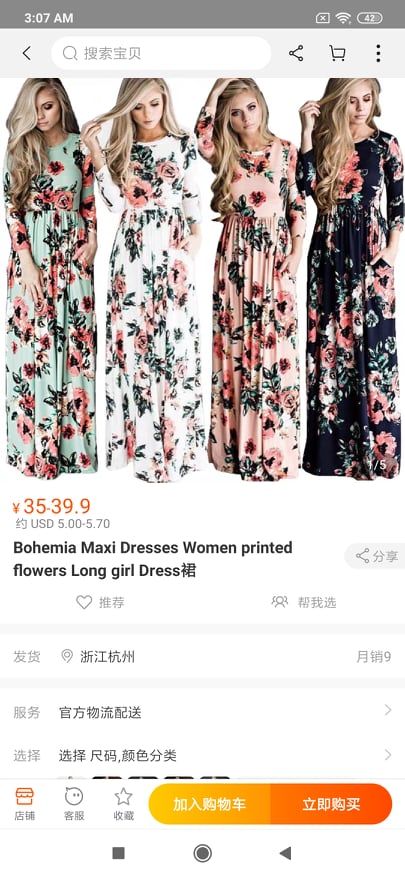 3:07 AM
42
搜索宝贝
/5
¥35-39.9
约 USD 5.00-5.70
Bohemia Maxi Dresses Women printed
flowers Long girl Dress裙
分享
推荐
帮我选
发货 浙江杭州 月销9
服务 官方物流配送
选择 选择 尺码,颜色分类
店铺 客服 收藏 加入购物车 立即购买